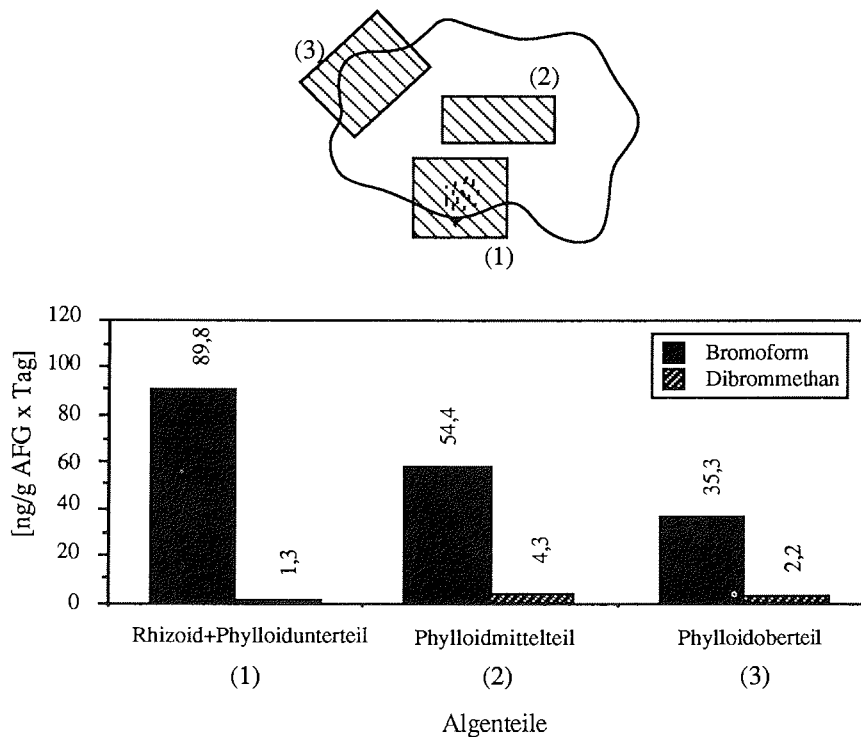 (3)
(2)
(1)
[ng/g AFG x Tag]
120
100
80
60
40
20
0
89,8
1,3
54,4
4,3
35,3
2,2
Bromoform
Dibrommethan
Rhizoid+Phylloidunterteil
Phylloidmittelteil
Phylloidoberteil
(1)
(2)
(3)
Algenteile